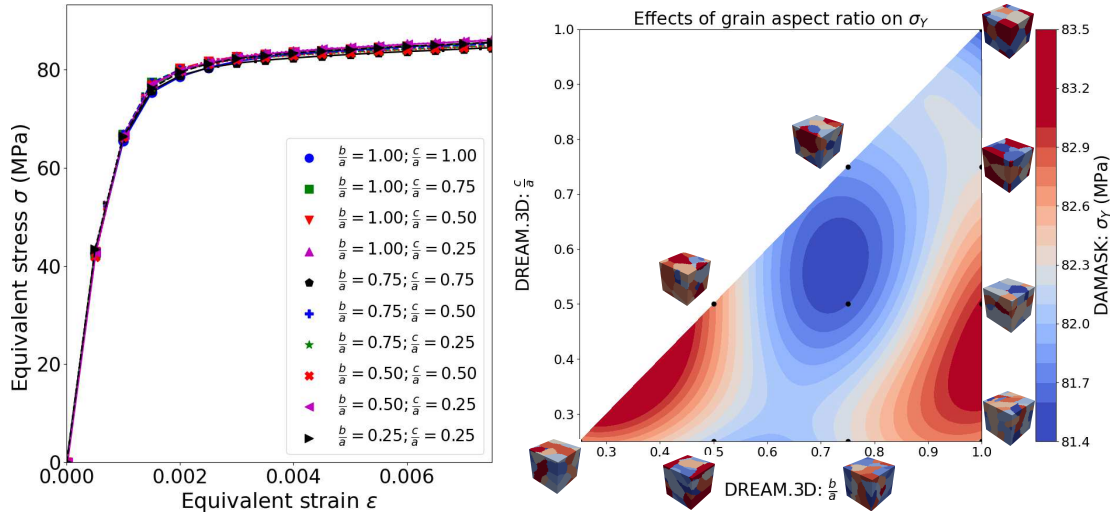 80
60
40
20
0
0.000
0.002
0.004
0.006
Equivalent stress σ (MPa)
Equivalent strain ε
b/a = 1.00; c/a = 1.00
b/a = 1.00; c/a = 0.75
b/a = 1.00; c/a = 0.50
b/a = 1.00; c/a = 0.25
b/a = 0.75; c/a = 0.75
b/a = 0.75; c/a = 0.50
b/a = 0.75; c/a = 0.25
b/a = 0.50; c/a = 0.50
b/a = 0.50; c/a = 0.25
b/a = 0.25; c/a = 0.25
Effects of grain aspect ratio on σ_Y
1.0
0.9
0.8
0.7
0.6
0.5
0.4
0.3
DREAM.3D: c/a
0.3
0.4
0.5
0.6
0.7
0.8
0.9
1.0
DREAM.3D: b/a
83.5
83.2
82.9
82.6
82.3
82.0
81.7
81.4
DAMASK: σ_Y (MPa)